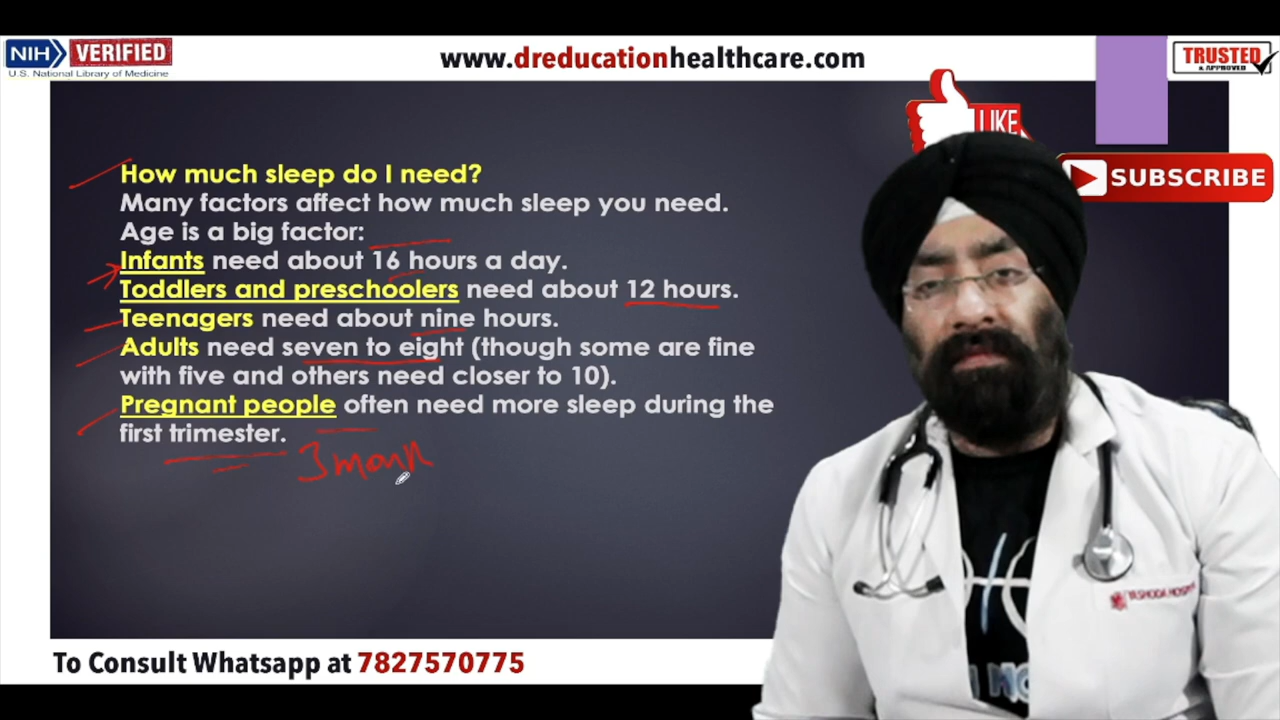 NIH VERIFIED
U.S. National Library of Medicine
www.dreducationhealthcare.com
TRUSTED
& APPROVED
LIKE
SUBSCRIBE
How much sleep do I need?
Many factors affect how much sleep you need.
Age is a big factor:
Infants need about 16 hours a day.
Toddlers and preschoolers need about 12 hours.
Teenagers need about nine hours.
Adults need seven to eight (though some are fine
with five and others need closer to 10).
Pregnant people often need more sleep during the
first trimester.
3 month
YASHODA
To Consult Whatsapp at 7827570775